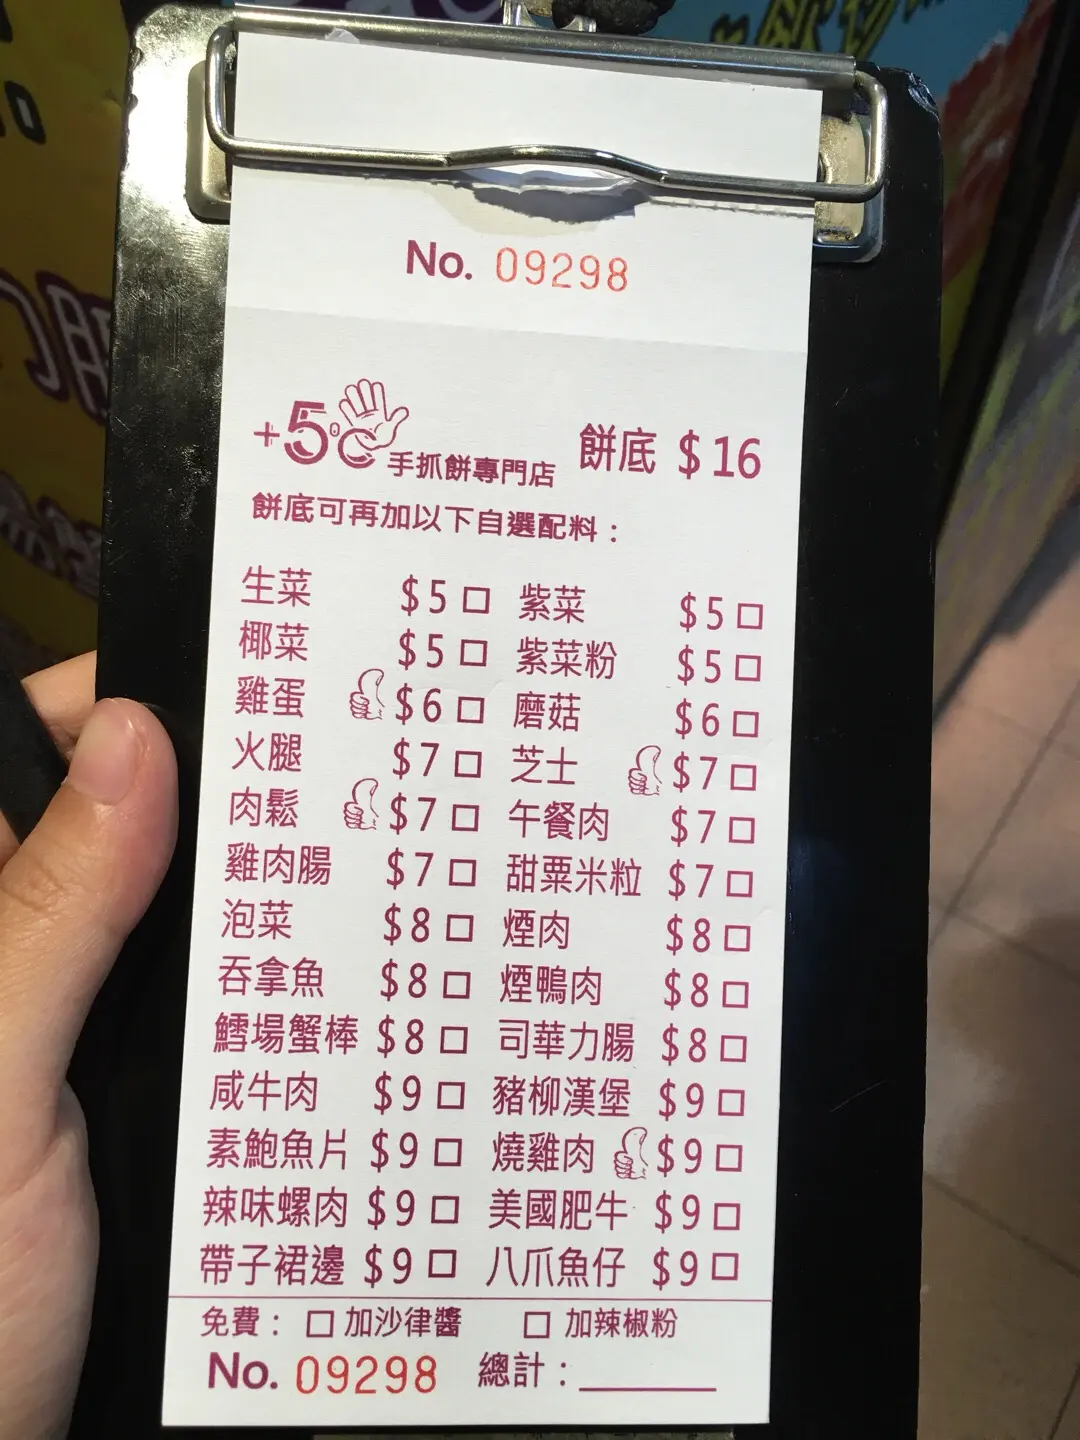 No. 09298
+5℃ 手抓餅專門店 餅底 $16
餅底可再加以下自選配料：
生菜 $5 □ 紫菜 $5 □
椰菜 $5 □ 紫菜粉 $5 □
雞蛋 $6 □ 磨菇 $6 □
火腿 $7 □ 芝士 $7 □
肉鬆 $7 □ 午餐肉 $7 □
雞肉腸 $7 □ 甜粟米粒 $7 □
泡菜 $8 □ 煙肉 $8 □
吞拿魚 $8 □ 煙鴨肉 $8 □
鱈場蟹棒 $8 □ 司華力腸 $8 □
咸牛肉 $9 □ 豬柳漢堡 $9 □
素鮑魚片 $9 □ 燒雞肉 $9 □
辣味螺肉 $9 □ 美國肥牛 $9 □
帶子裙邊 $9 □ 八爪魚仔 $9 □
免費： □ 加沙律醬 □ 加辣椒粉
No. 09298 總計：